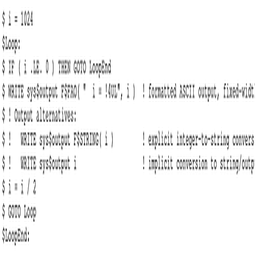 $ i = 1024
$Loop:
$ IF ( i .LE. 0 ) THEN GOTO LoopEnd
$ WRITE sys$output F$FAO( "  i = !4UL", i )  ! formatted ASCII output, fixed-widt
$ ! Output alternatives:
$ !   WRITE sys$output F$STRING( i )      ! explicit integer-to-string convers
$ !   WRITE sys$output i              ! implicit conversion to string/outp
$ i = i / 2
$ GOTO Loop
$LoopEnd: